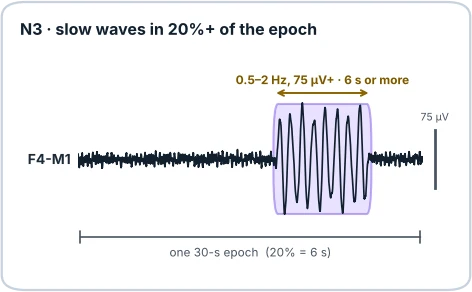 N3 · slow waves in 20%+ of the epoch
0.5–2 Hz, 75 µV+ · 6 s or more
75 µV
F4-M1
one 30-s epoch (20% = 6 s)